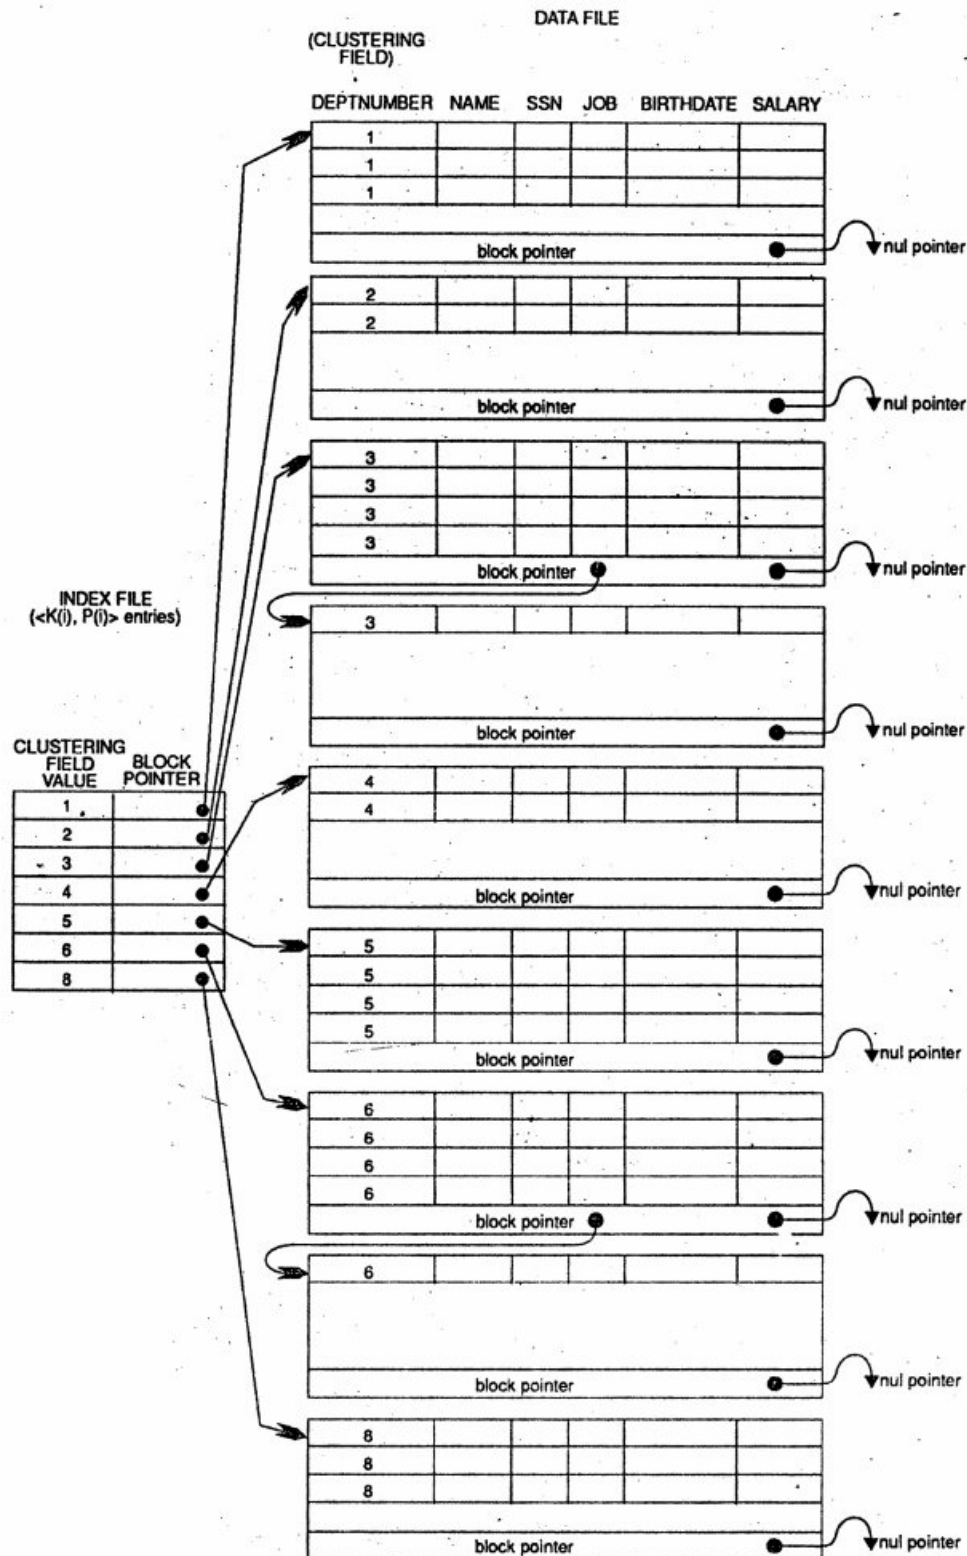 DATA FILE
(CLUSTERING
FIELD)
DEPTNUMBER NAME SSN JOB BIRTHDATE SALARY
1
1
1
block pointer nul pointer
2
2
block pointer nul pointer
3
3
3
3
block pointer nul pointer
INDEX FILE
(<K(i), P(i)> entries)
3
block pointer nul pointer
CLUSTERING
FIELD
VALUE
BLOCK
POINTER
1
2
3
4
5
6
8
4
4
block pointer nul pointer
5
5
5
5
block pointer nul pointer
6
6
6
6
block pointer nul pointer
6
block pointer nul pointer
8
8
8
block pointer nul pointer